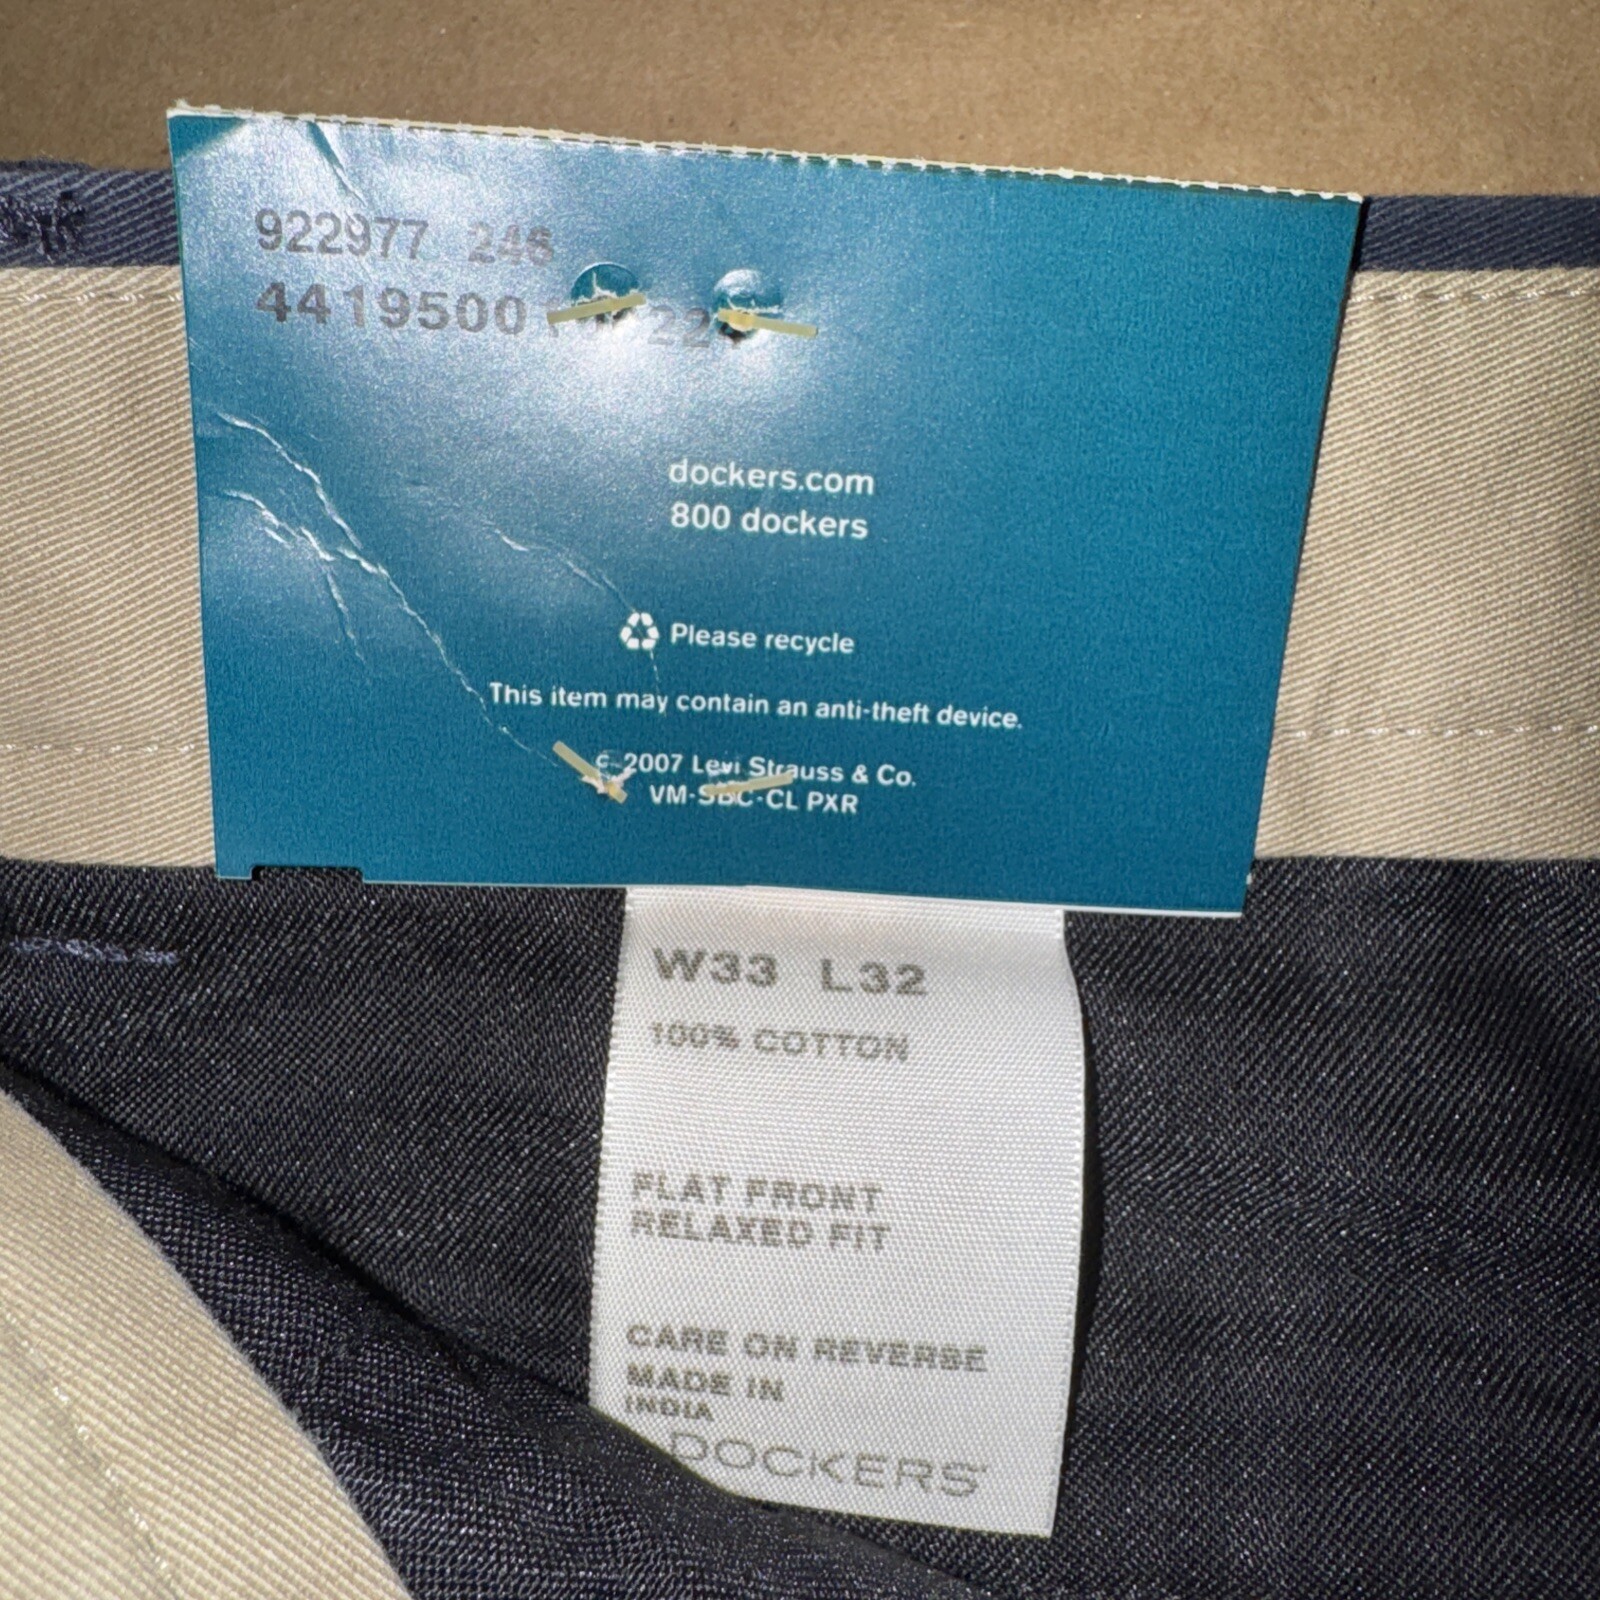 922977 246
4419500 22
dockers.com
800 dockers
Please recycle
This item may contain an anti-theft device.
© 2007 Levi Strauss & Co.
VM-SBC-CL PXR
W33 L32
100% COTTON
FLAT FRONT
RELAXED FIT
CARE ON REVERSE
MADE IN
INDIA
DOCKERS